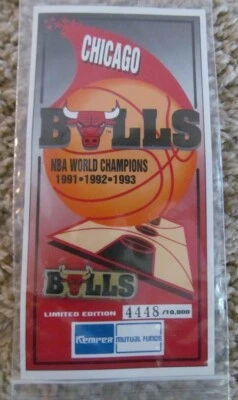 CHICAGO
BULLS
NBA WORLD CHAMPIONS
1991•1992•1993
BULLS
LIMITED EDITION 4448 /10,000
Kemper MUTUAL FUNDS